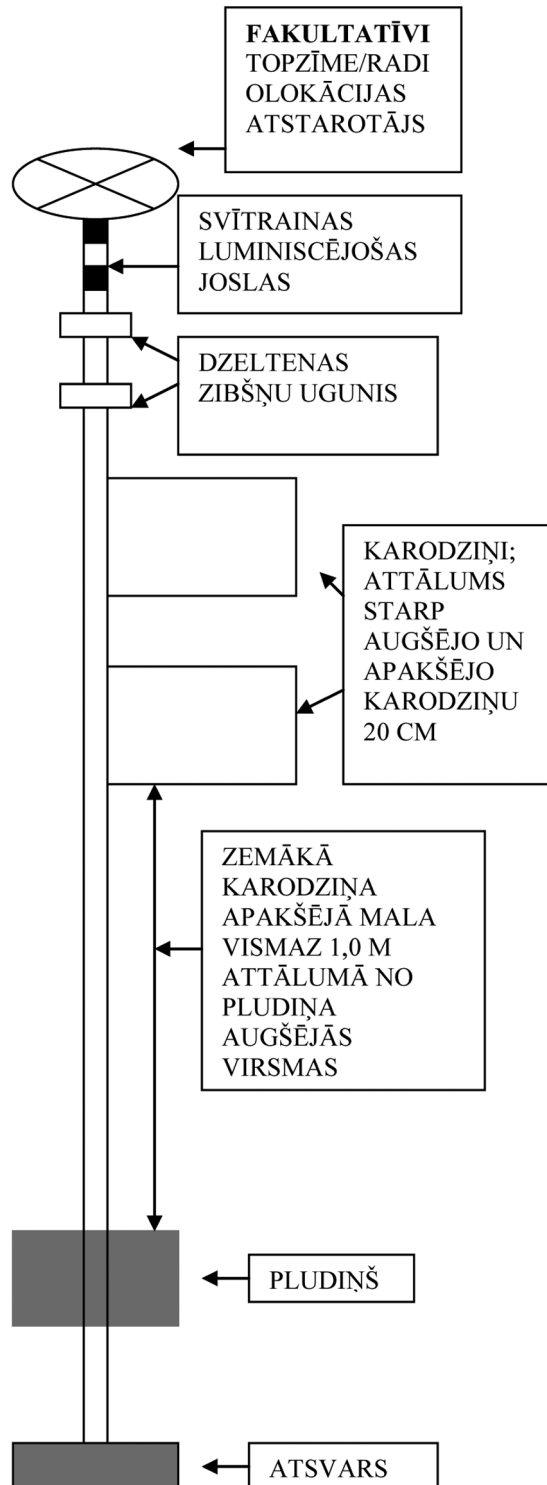 FAKULTATĪVI
TOPZĪME/RADI
OLOKĀCIJAS
ATSTAROTĀJS
SVĪTRAINAS
LUMINISCĒJOŠAS
JOSLAS
DZELTENAS
ZIBŠŅU UGUNIS
KARODZIŅI;
ATTĀLUMS
STARP
AUGŠĒJO UN
APAKŠĒJO
KARODZIŅU
20 CM
ZEMĀKĀ
KARODZIŅA
APAKŠĒJĀ MALA
VISMAZ 1,0 M
ATTĀLUMĀ NO
PLUDIŅA
AUGŠĒJĀS
VIRSMAS
PLUDIŅŠ
ATSVARS